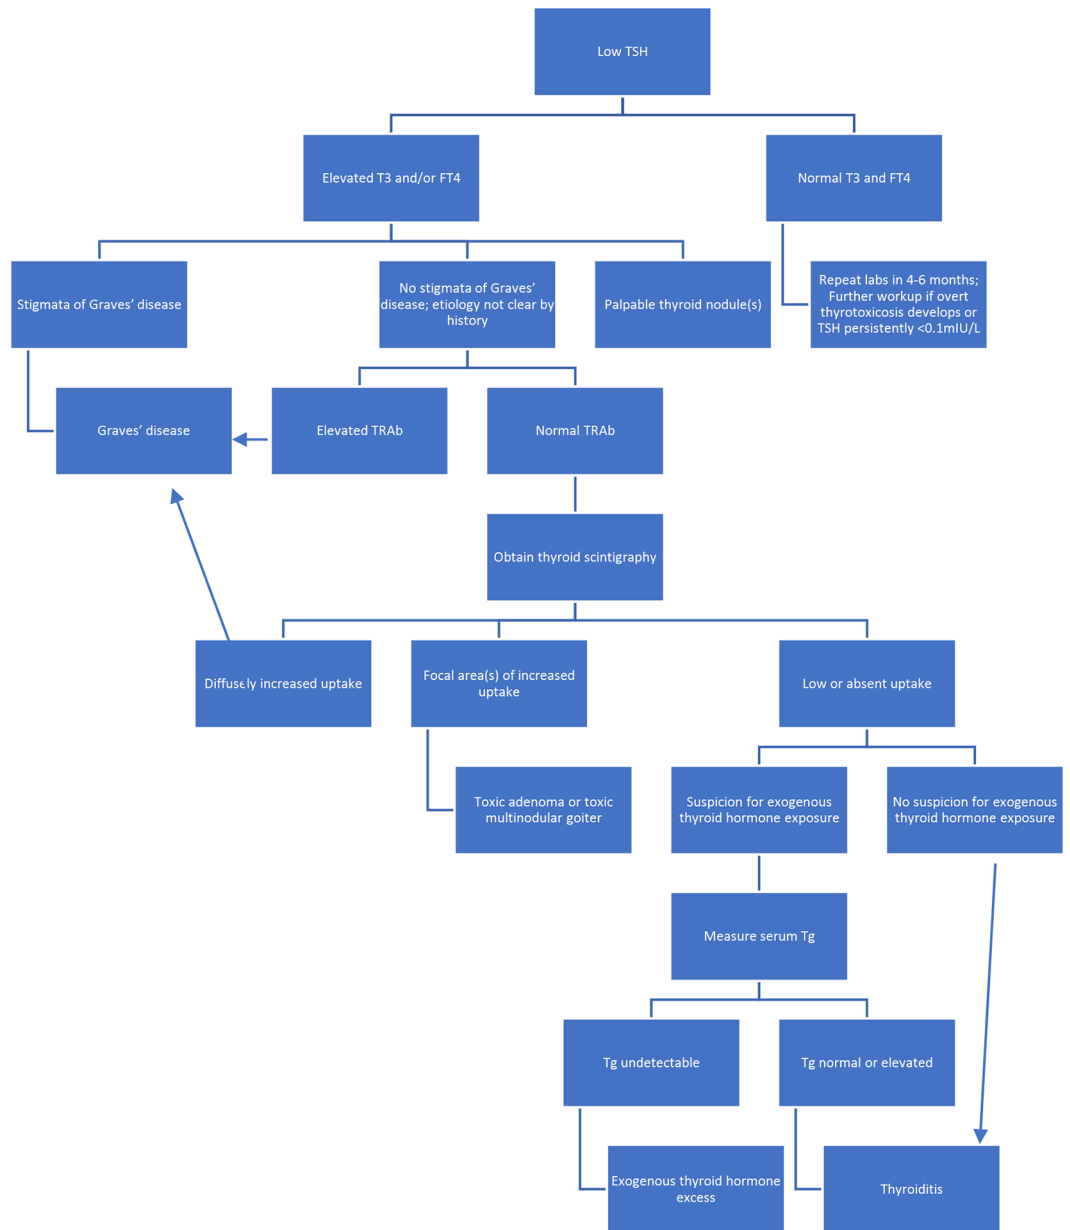 Low TSH
Elevated T3 and/or FT4
Normal T3 and FT4
Stigmata of Graves’ disease
No stigmata of Graves’
disease; etiology not clear by
history
Palpable thyroid nodule(s)
Repeat labs in 4-6 months;
Further workup if overt
thyrotoxicosis develops or
TSH persistently <0.1mIU/L
Graves’ disease
Elevated TRAb
Normal TRAb
Obtain thyroid scintigraphy
Diffusely increased uptake
Focal area(s) of increased
uptake
Low or absent uptake
Toxic adenoma or toxic
multinodular goiter
Suspicion for exogenous
thyroid hormone exposure
No suspicion for exogenous
thyroid hormone exposure
Measure serum Tg
Tg undetectable
Tg normal or elevated
Exogenous thyroid hormone
excess
Thyroiditis